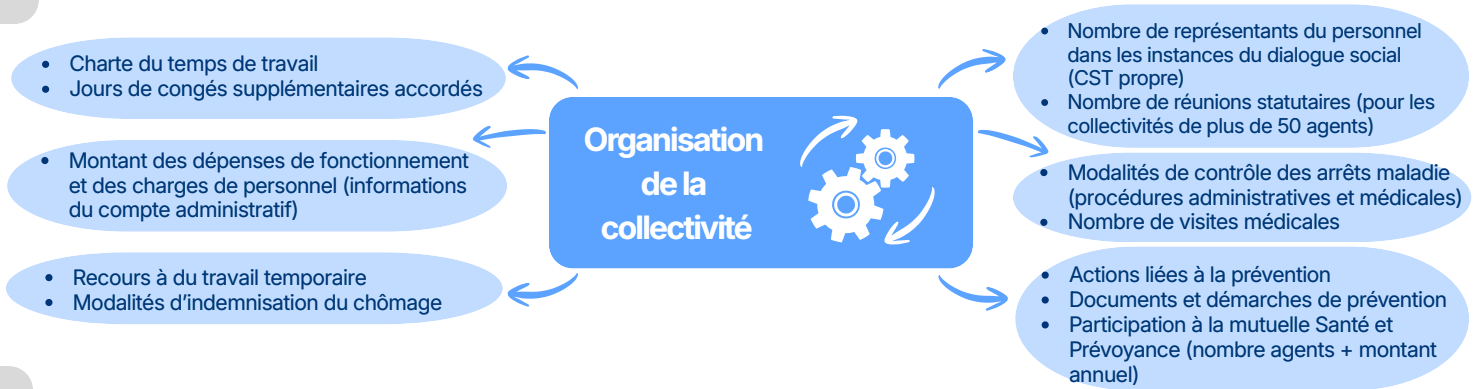 • Charte du temps de travail
• Jours de congés supplémentaires accordés
• Montant des dépenses de fonctionnement
et des charges de personnel (informations
du compte administratif)
• Recours à du travail temporaire
• Modalités d’indemnisation du chômage
Organisation
de la
collectivité
• Nombre de représentants du personnel
dans les instances du dialogue social
(CST propre)
• Nombre de réunions statutaires (pour les
collectivités de plus de 50 agents)
• Modalités de contrôle des arrêts maladie
(procédures administratives et médicales)
• Nombre de visites médicales
• Actions liées à la prévention
• Documents et démarches de prévention
• Participation à la mutuelle Santé et
Prévoyance (nombre agents + montant
annuel)